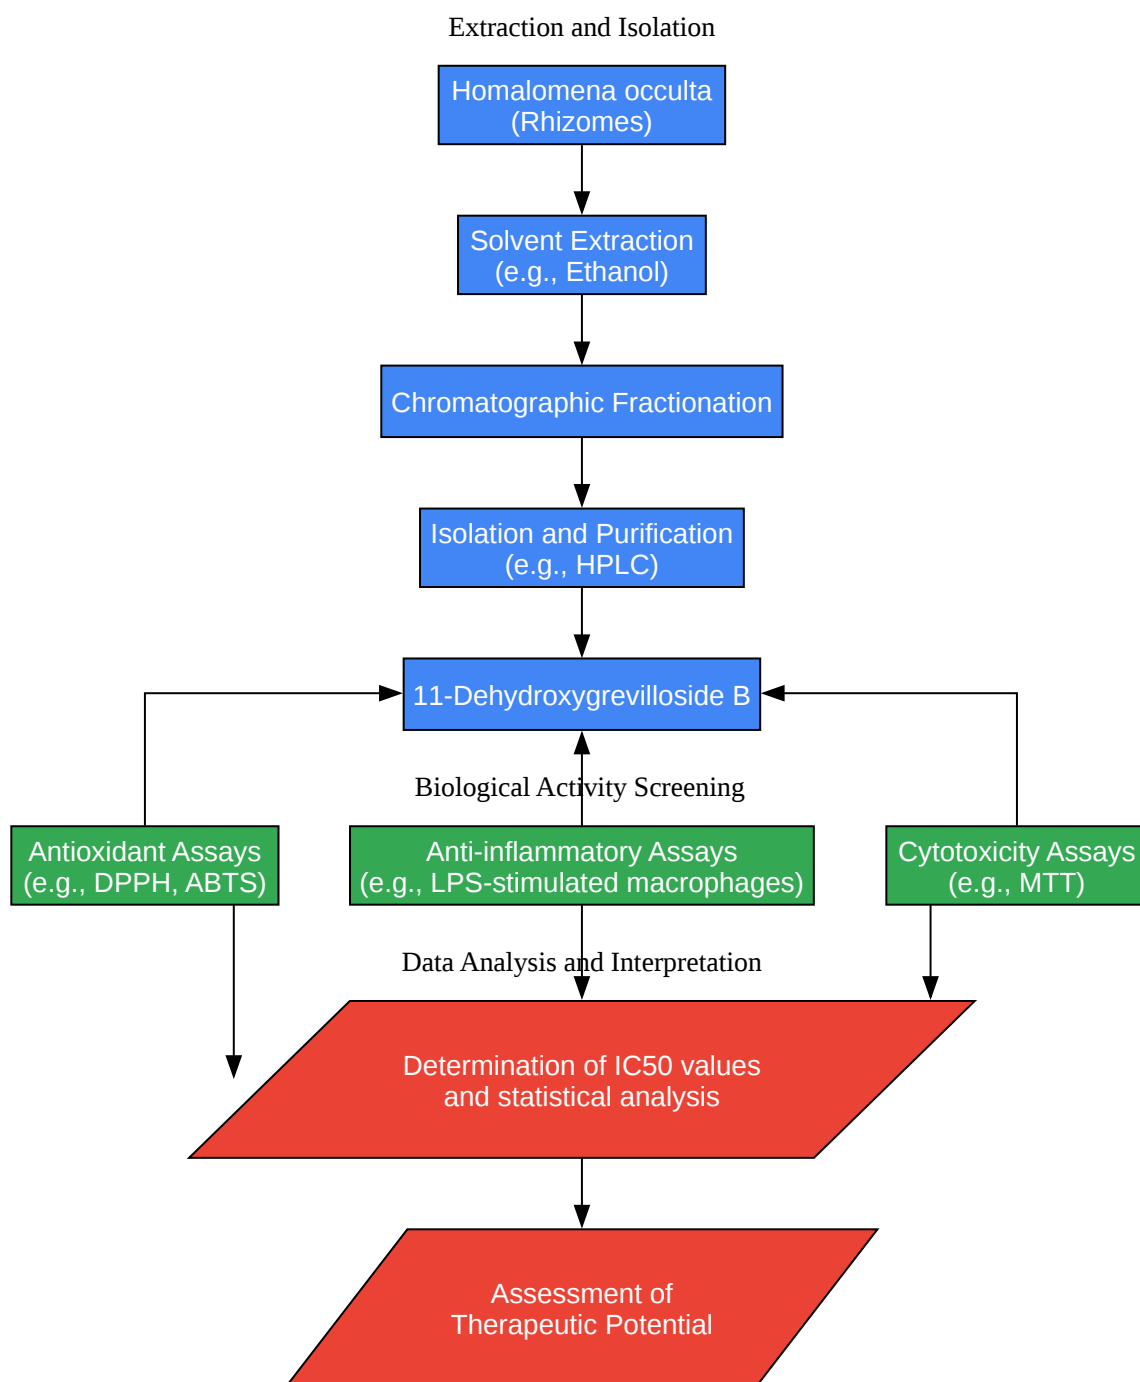 Extraction and Isolation
Homalomena occulta
(Rhizomes)
Solvent Extraction
(e.g., Ethanol)
Chromatographic Fractionation
Isolation and Purification
(e.g., HPLC)
11-Dehydroxygrevilloside B
Biological Activity Screening
Antioxidant Assays
(e.g., DPPH, ABTS)
Anti-inflammatory Assays
(e.g., LPS-stimulated macrophages)
Cytotoxicity Assays
(e.g., MTT)
Data Analysis and Interpretation
Determination of IC50 values
and statistical analysis
Assessment of
Therapeutic Potential